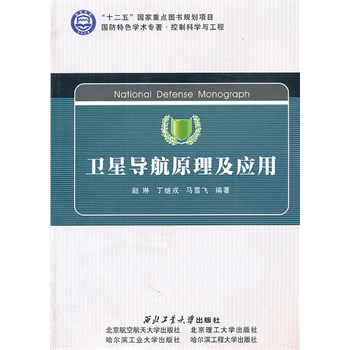 “十二五”国家重点图书规划项目
国防特色学术专著·控制科学与工程
National Defense Monograph
卫星导航原理及应用
赵琳 丁继成 马雪飞 编著
西北工业大学出版社
北京航空航天大学出版社 北京理工大学出版社
哈尔滨工业大学出版社 哈尔滨工程大学出版社